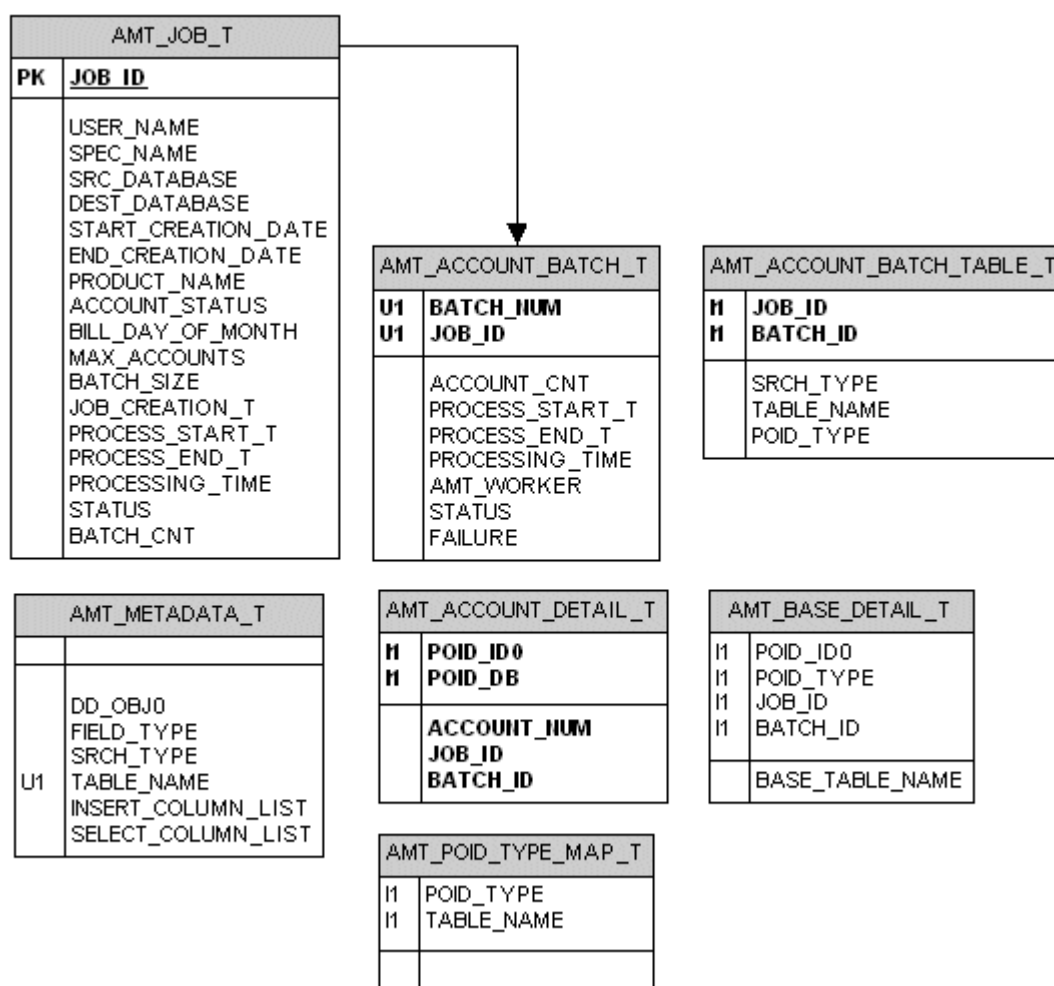 AMT_JOB_T
PK JOB_ID
USER_NAME
SPEC_NAME
SRC_DATABASE
DEST_DATABASE
START_CREATION_DATE
END_CREATION_DATE
PRODUCT_NAME
ACCOUNT_STATUS
BILL_DAY_OF_MONTH
MAX_ACCOUNTS
BATCH_SIZE
JOB_CREATION_T
PROCESS_START_T
PROCESS_END_T
PROCESSING_TIME
STATUS
BATCH_CNT
AMT_ACCOUNT_BATCH_T
U1 BATCH_NUM
U1 JOB_ID
ACCOUNT_CNT
PROCESS_START_T
PROCESS_END_T
PROCESSING_TIME
AMT_WORKER
STATUS
FAILURE
AMT_ACCOUNT_BATCH_TABLE_T
I1 JOB_ID
I1 BATCH_ID
SRCH_TYPE
TABLE_NAME
POID_TYPE
AMT_METADATA_T
DD_OBJ0
FIELD_TYPE
SRCH_TYPE
U1 TABLE_NAME
INSERT_COLUMN_LIST
SELECT_COLUMN_LIST
AMT_ACCOUNT_DETAIL_T
I1 POID_ID0
I1 POID_DB
ACCOUNT_NUM
JOB_ID
BATCH_ID
AMT_BASE_DETAIL_T
I1 POID_ID0
I1 POID_TYPE
I1 JOB_ID
I1 BATCH_ID
BASE_TABLE_NAME
AMT_POID_TYPE_MAP_T
I1 POID_TYPE
I1 TABLE_NAME